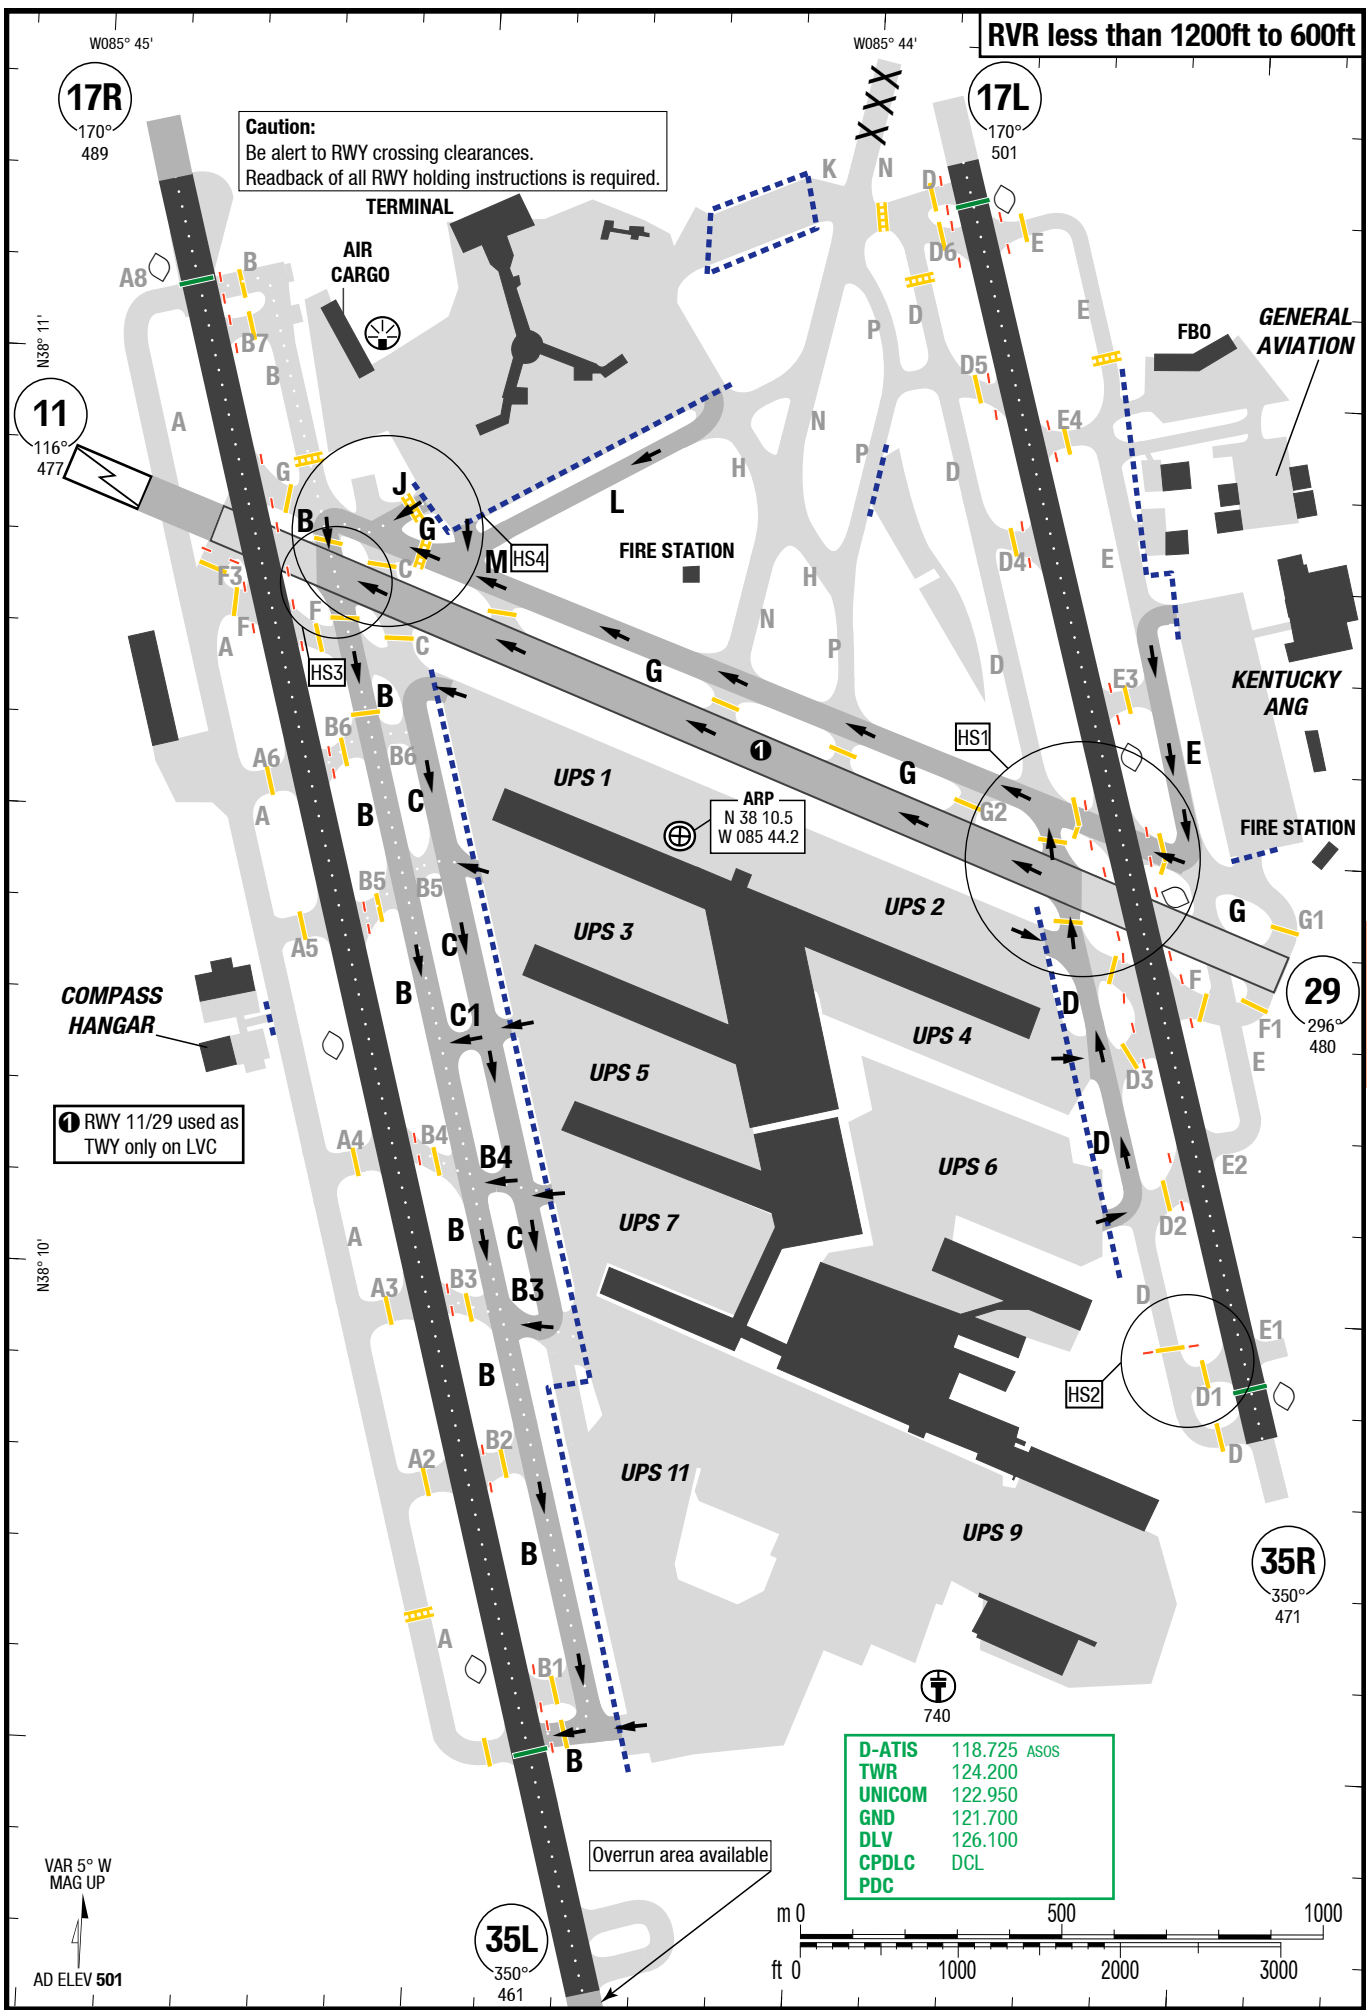 RVR less than 1200ft to 600ft
W085° 45'
W085° 44'
17R
170°
489
17L
170°
501
Caution:
Be alert to RWY crossing clearances.
Readback of all RWY holding instructions is required.
TERMINAL
AIR
CARGO
K
N
D
D6
E
A8
B
B7
B
N38° 11'
P
D
E
FBO
GENERAL
AVIATION
11
116°
477
A
D5
E4
N
P
H
D
G
J
B
G
L
C
M
HS4
FIRE STATION
D4
E
F3
F
F
A
C
H
N
P
D
HS3
B
G
E3
KENTUCKY
ANG
B6
B6
A6
A
B
C
UPS 1
1
G
HS1
E
G2
ARP
N 38 10.5
W 085 44.2
FIRE STATION
B5
B5
A5
UPS 2
G
G1
UPS 3
C
B
C1
D
F
F1
29
296°
480
COMPASS
HANGAR
UPS 4
UPS 5
D3
E
1 RWY 11/29 used as
TWY only on LVC
A4
B4
B4
D
E2
UPS 6
A
B
C
UPS 7
D2
A3
B3
B3
D
E1
B
HS2
D1
D
A2
B2
UPS 11
UPS 9
B
35R
350°
471
A
B1
B
740
D-ATIS 118.725 ASOS
TWR 124.200
UNICOM 122.950
GND 121.700
DLV 126.100
CPDLC DCL
PDC
N38° 10'
Overrun area available
VAR 5° W
MAG UP
AD ELEV 501
35L
350°
461
m 0 500 1000
ft 0 1000 2000 3000